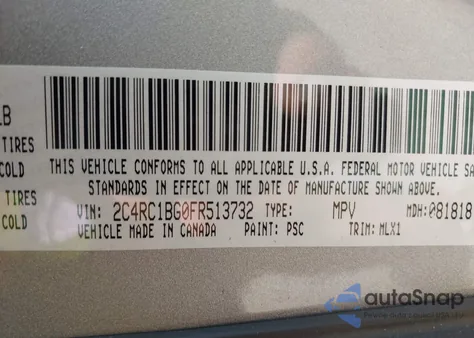 LB
TIRES
COLD
THIS VEHICLE CONFORMS TO ALL APPLICABLE U.S.A. FEDERAL MOTOR VEHICLE SA
STANDARDS IN EFFECT ON THE DATE OF MANUFACTURE SHOWN ABOVE.
TIRES
VIN: 2C4RC1BG0FR513732 TYPE: MPV MDH: 081818
COLD
VEHICLE MADE IN CANADA PAINT: PSC TRIM: MLX1
autaSnap